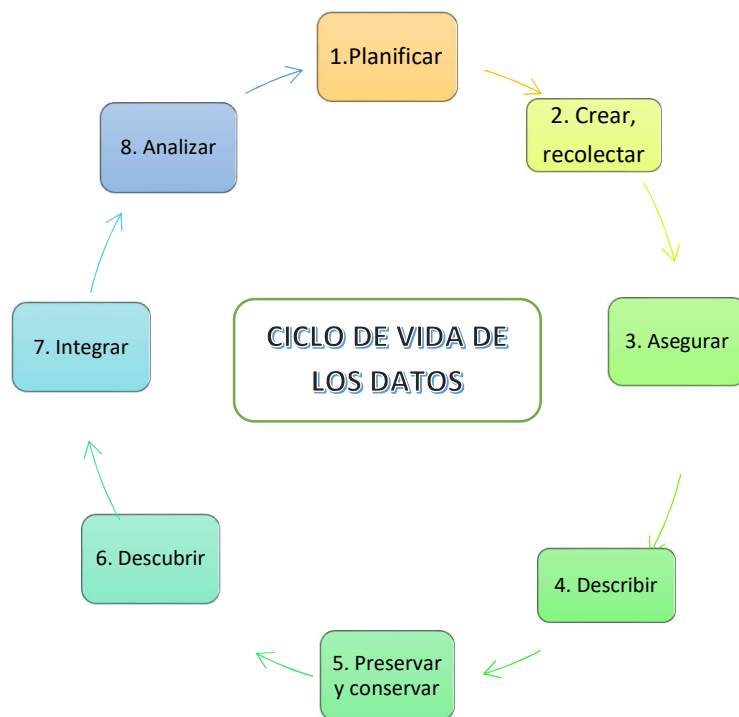 1.Planificar
2. Crear,
recolectar
3. Asegurar
4. Describir
5. Preservar
y conservar
6. Descubrir
7. Integrar
8. Analizar
CICLO DE VIDA DE
LOS DATOS